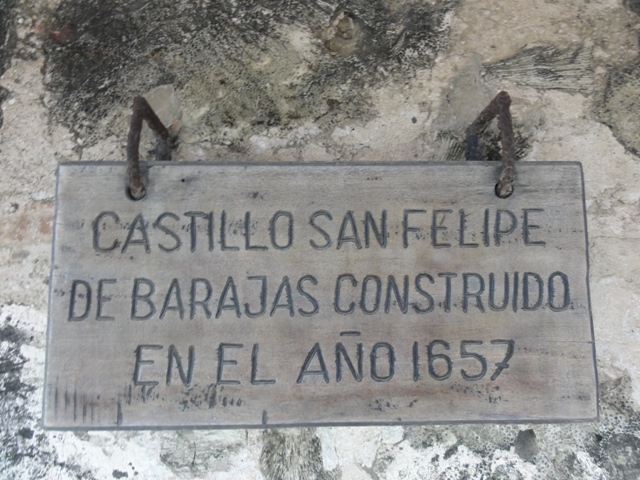 CASTILLO SAN FELIPE
DE BARAJAS CONSTRUIDO
EN EL AÑO 1657